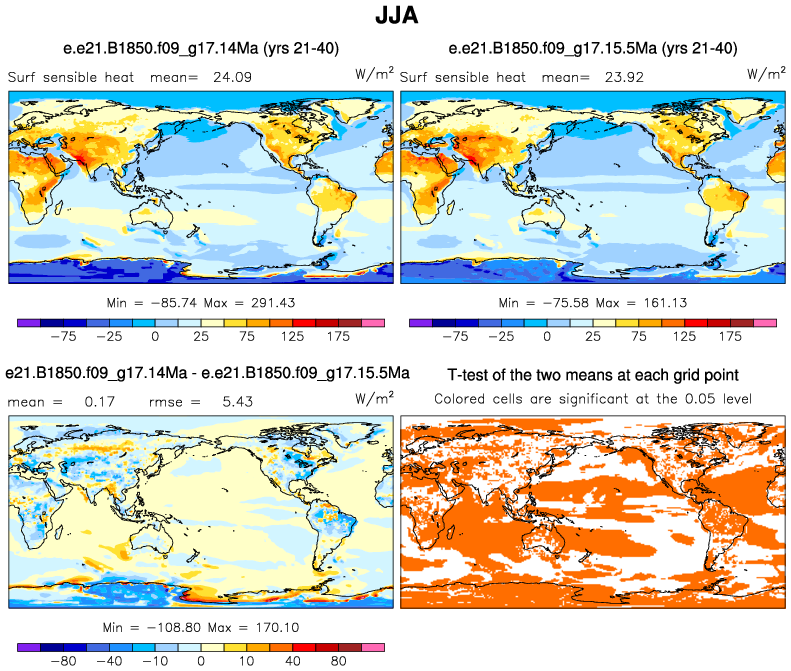 JJA
e.e21.B1850.f09_g17.14Ma (yrs 21-40)
Surf sensible heat mean= 24.09 W/m²
Min = −85.74 Max = 291.43
−75 −25 0 25 75 125 175
e.e21.B1850.f09_g17.15.5Ma (yrs 21-40)
Surf sensible heat mean= 23.92 W/m²
Min = −75.58 Max = 161.13
−75 −25 0 25 75 125 175
e21.B1850.f09_g17.14Ma - e.e21.B1850.f09_g17.15.5Ma
mean = 0.17 rmse = 5.43 W/m²
Min = −108.80 Max = 170.10
−80 −40 −10 0 10 40 80
T-test of the two means at each grid point
Colored cells are significant at the 0.05 level